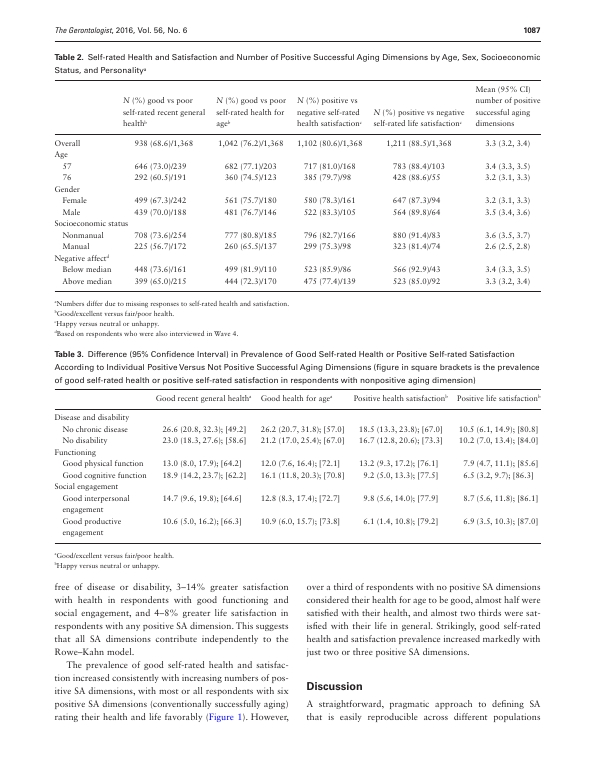 The Gerontologist, 2016, Vol. 56, No. 6 1087
Table 2. Self-rated Health and Satisfaction and Number of Positive Successful Aging Dimensions by Age, Sex, Socioeconomic
Status, and Personalityᵃ
N (%) good vs poor self-rated recent general healthᵇ
N (%) good vs poor self-rated health for ageᵇ
N (%) positive vs negative self-rated health satisfactionᶜ
N (%) positive vs negative self-rated life satisfactionᶜ
Mean (95% CI) number of positive successful aging dimensions
Overall 938 (68.6)/1,368 1,042 (76.2)/1,368 1,102 (80.6)/1,368 1,211 (88.5)/1,368 3.3 (3.2, 3.4)
Age
57 646 (73.0)/239 682 (77.1)/203 717 (81.0)/168 783 (88.4)/103 3.4 (3.3, 3.5)
76 292 (60.5)/191 360 (74.5)/123 385 (79.7)/98 428 (88.6)/55 3.2 (3.1, 3.3)
Gender
Female 499 (67.3)/242 561 (75.7)/180 580 (78.3)/161 647 (87.3)/94 3.2 (3.1, 3.3)
Male 439 (70.0)/188 481 (76.7)/146 522 (83.3)/105 564 (89.8)/64 3.5 (3.4, 3.6)
Socioeconomic status
Nonmanual 708 (73.6)/254 777 (80.8)/185 796 (82.7)/166 880 (91.4)/83 3.6 (3.5, 3.7)
Manual 225 (56.7)/172 260 (65.5)/137 299 (75.3)/98 323 (81.4)/74 2.6 (2.5, 2.8)
Negative affectᵈ
Below median 448 (73.6)/161 499 (81.9)/110 523 (85.9)/86 566 (92.9)/43 3.4 (3.3, 3.5)
Above median 399 (65.0)/215 444 (72.3)/170 475 (77.4)/139 523 (85.0)/92 3.3 (3.2, 3.4)
ᵃNumbers differ due to missing responses to self-rated health and satisfaction.
ᵇGood/excellent versus fair/poor health.
ᶜHappy versus neutral or unhappy.
ᵈBased on respondents who were also interviewed in Wave 4.
Table 3. Difference (95% Confidence Interval) in Prevalence of Good Self-rated Health or Positive Self-rated Satisfaction
According to Individual Positive Versus Not Positive Successful Aging Dimensions (figure in square brackets is the prevalence
of good self-rated health or positive self-rated satisfaction in respondents with nonpositive aging dimension)
Good recent general healthᵃ Good health for ageᵃ Positive health satisfactionᵇ Positive life satisfactionᵇ
Disease and disability
No chronic disease 26.6 (20.8, 32.3); [49.2] 26.2 (20.7, 31.8); [57.0] 18.5 (13.3, 23.8); [67.0] 10.5 (6.1, 14.9); [80.8]
No disability 23.0 (18.3, 27.6); [58.6] 21.2 (17.0, 25.4); [67.0] 16.7 (12.8, 20.6); [73.3] 10.2 (7.0, 13.4); [84.0]
Functioning
Good physical function 13.0 (8.0, 17.9); [64.2] 12.0 (7.6, 16.4); [72.1] 13.2 (9.3, 17.2); [76.1] 7.9 (4.7, 11.1); [85.6]
Good cognitive function 18.9 (14.2, 23.7); [62.2] 16.1 (11.8, 20.3); [70.8] 9.2 (5.0, 13.3); [77.5] 6.5 (3.2, 9.7); [86.3]
Social engagement
Good interpersonal 14.7 (9.6, 19.8); [64.6] 12.8 (8.3, 17.4); [72.7] 9.8 (5.6, 14.0); [77.9] 8.7 (5.6, 11.8); [86.1]
engagement
Good productive 10.6 (5.0, 16.2); [66.3] 10.9 (6.0, 15.7); [73.8] 6.1 (1.4, 10.8); [79.2] 6.9 (3.5, 10.3); [87.0]
engagement
ᵃGood/excellent versus fair/poor health.
ᵇHappy versus neutral or unhappy.
free of disease or disability, 3–14% greater satisfaction
with health in respondents with good functioning and
social engagement, and 4–8% greater life satisfaction in
respondents with any positive SA dimension. This suggests
that all SA dimensions contribute independently to the
Rowe–Kahn model.
The prevalence of good self-rated health and satisfac-
tion increased consistently with increasing numbers of pos-
itive SA dimensions, with most or all respondents with six
positive SA dimensions (conventionally successfully aging)
rating their health and life favorably (Figure 1). However,
over a third of respondents with no positive SA dimensions
considered their health for age to be good, almost half were
satisfied with their health, and almost two thirds were sat-
isfied with their life in general. Strikingly, good self-rated
health and satisfaction prevalence increased markedly with
just two or three positive SA dimensions.
Discussion
A straightforward, pragmatic approach to defining SA
that is easily reproducible across different populations